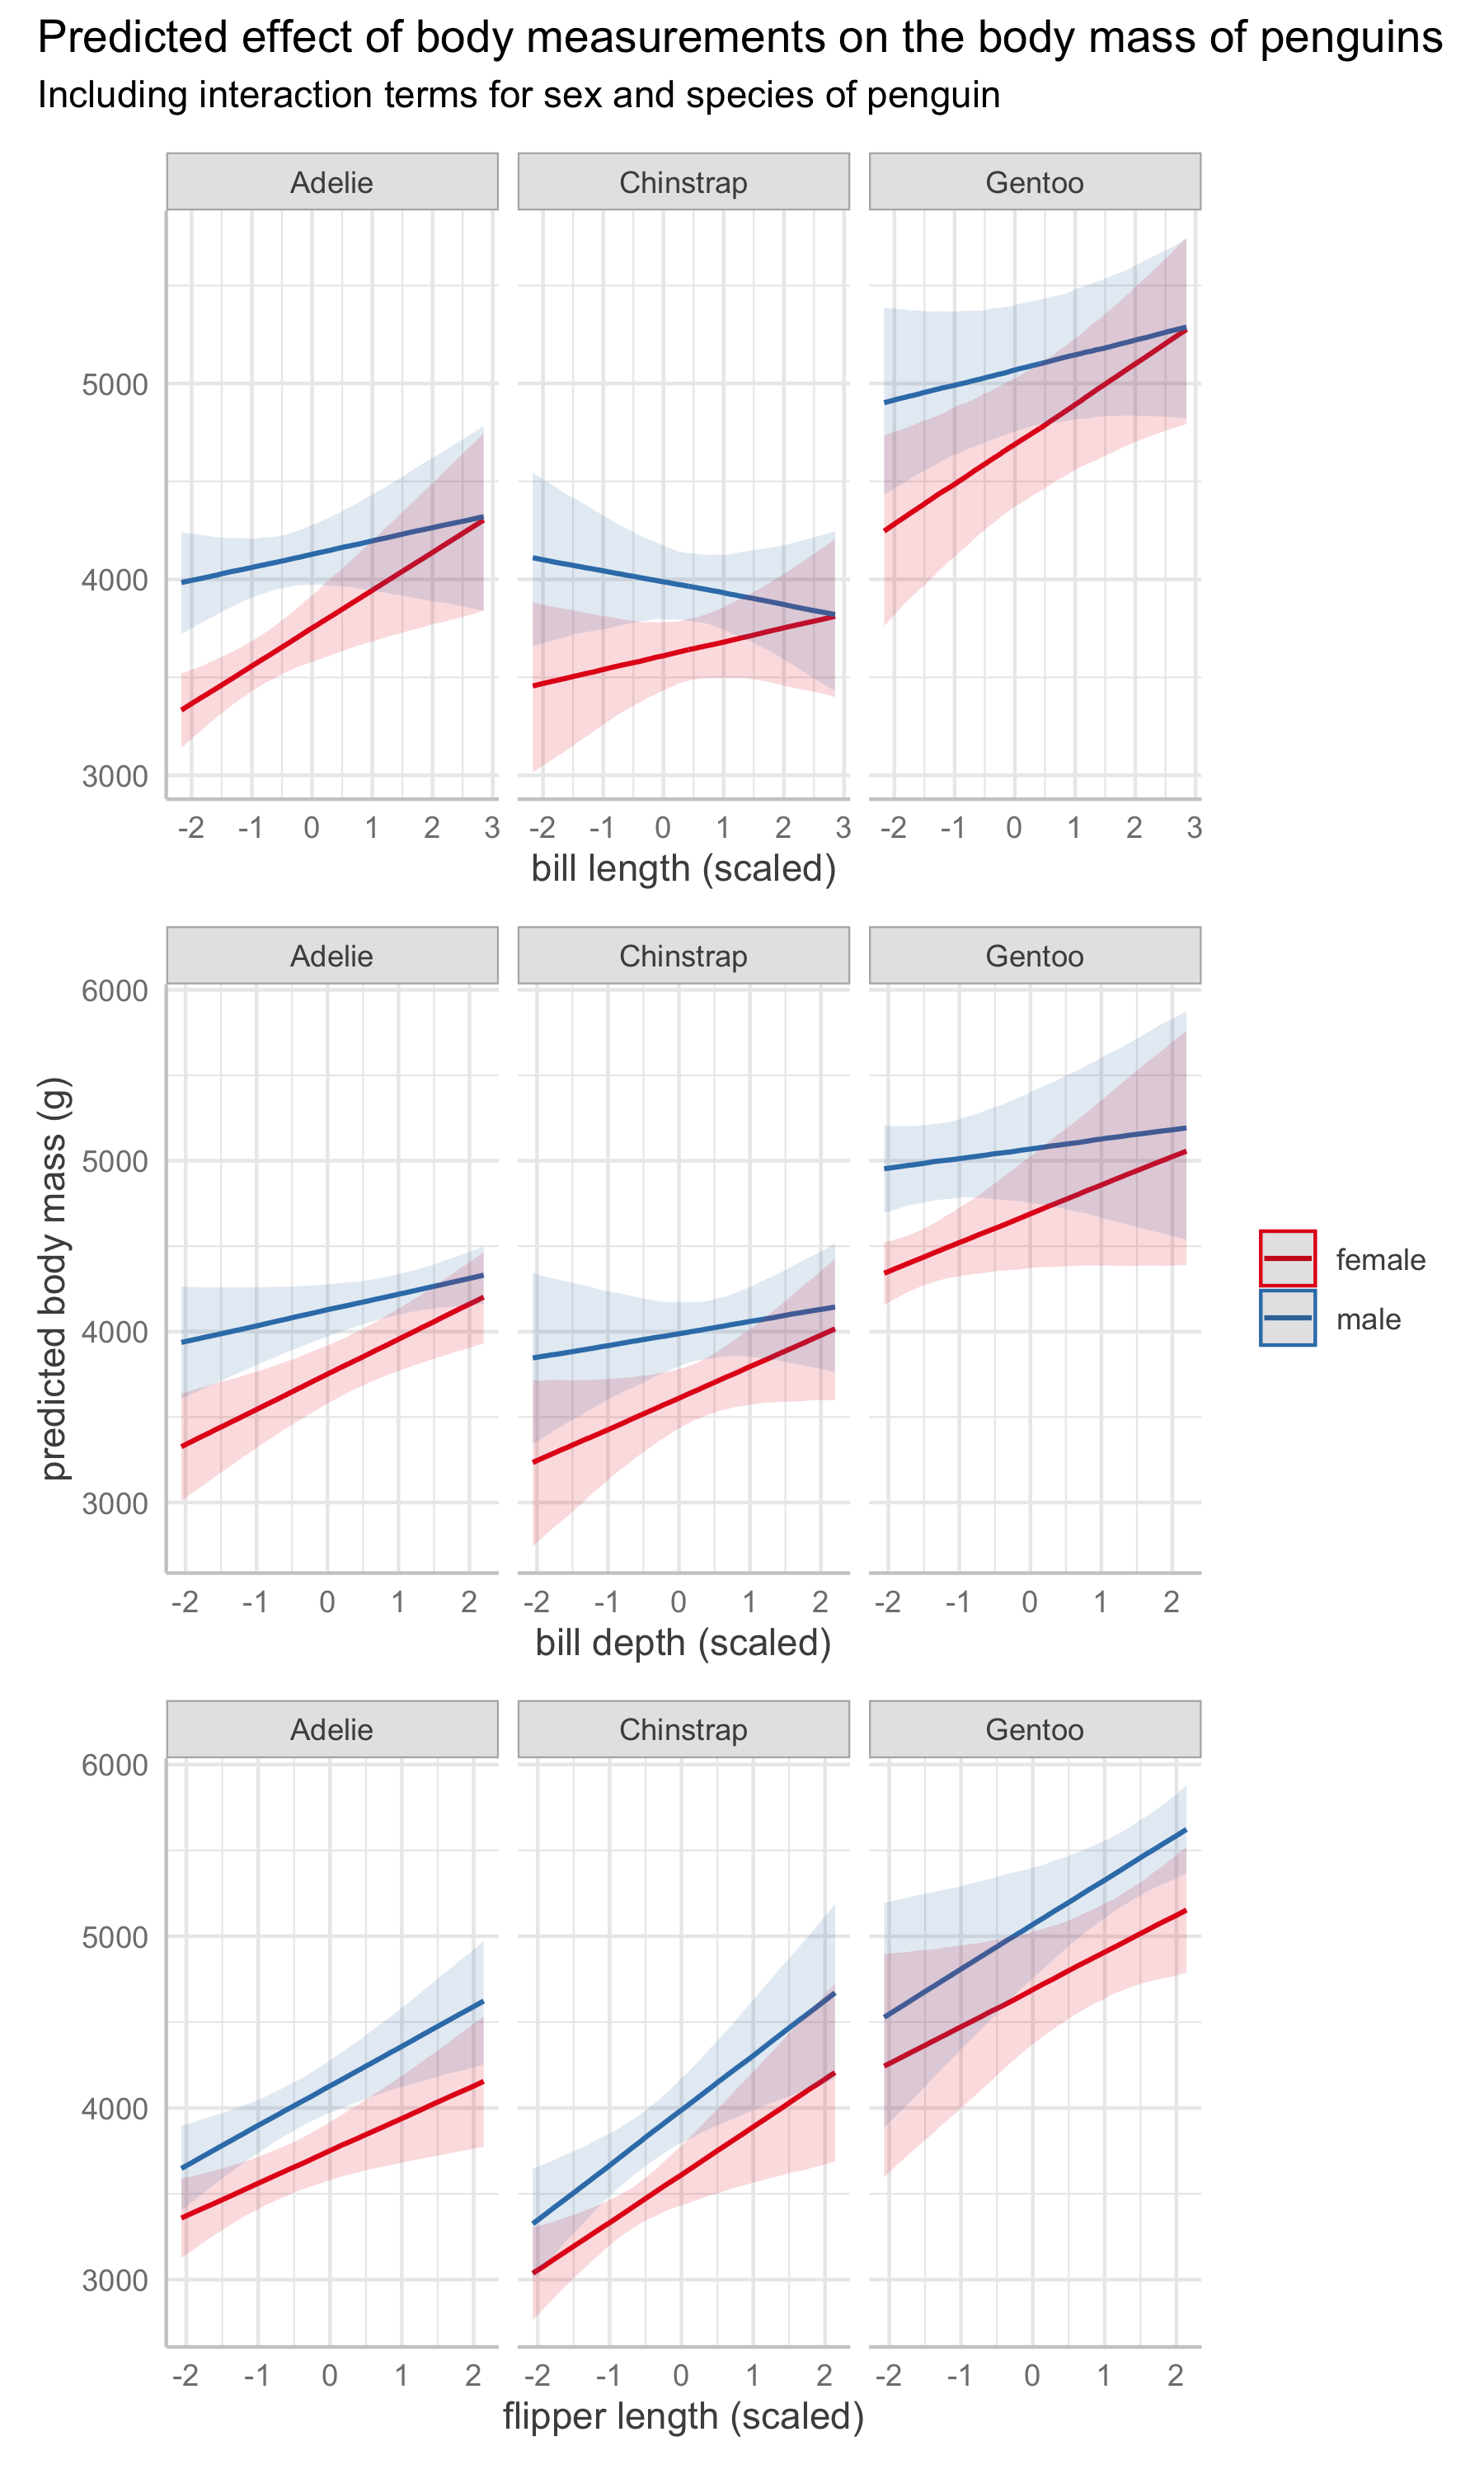 Predicted effect of body measurements on the body mass of penguins
Including interaction terms for sex and species of penguin
Adelie Chinstrap Gentoo
5000
4000
3000
-2 -1 0 1 2 3 -2 -1 0 1 2 3 -2 -1 0 1 2 3
bill length (scaled)
Adelie Chinstrap Gentoo
6000
5000
4000
3000
predicted body mass (g)
female
male
-2 -1 0 1 2 -2 -1 0 1 2 -2 -1 0 1 2
bill depth (scaled)
Adelie Chinstrap Gentoo
6000
5000
4000
3000
-2 -1 0 1 2 -2 -1 0 1 2 -2 -1 0 1 2
flipper length (scaled)